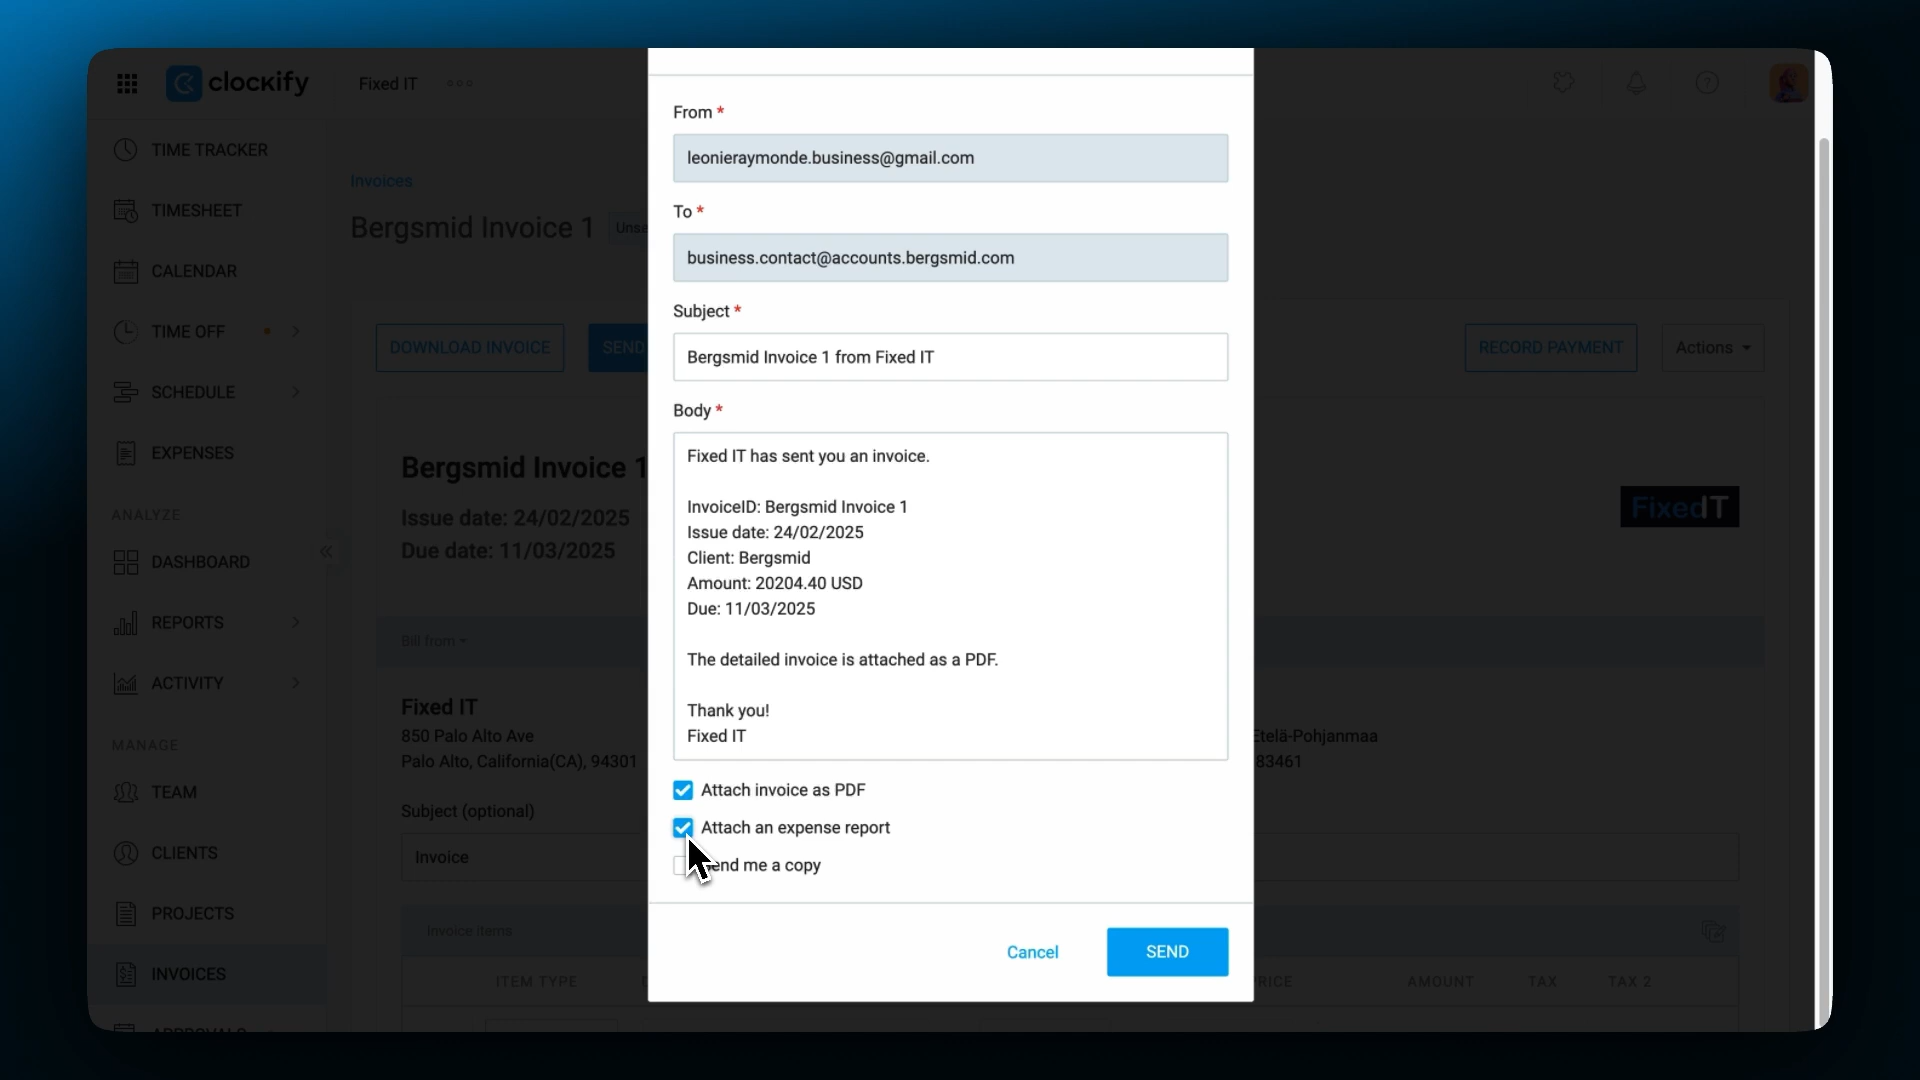 clockify
Fixed IT
TIME TRACKER
TIMESHEET
CALENDAR
TIME OFF
SCHEDULE
EXPENSES
ANALYZE
DASHBOARD
REPORTS
ACTIVITY
MANAGE
TEAM
CLIENTS
PROJECTS
INVOICES
Invoices
Bergsmid Invoice 1
DOWNLOAD INVOICE
SEND
RECORD PAYMENT
Actions
Bergsmid Invoice 1
Issue date: 24/02/2025
Due date: 11/03/2025
FixedIT
Bill from
Fixed IT
850 Palo Alto Ave
Palo Alto, California(CA), 94301
Etelä-Pohjanmaa
83461
Subject (optional)
Invoice
Invoice items
ITEM TYPE
AMOUNT
TAX
TAX 2
From *
leonieraymonde.business@gmail.com
To *
business.contact@accounts.bergsmid.com
Subject *
Bergsmid Invoice 1 from Fixed IT
Body *
Fixed IT has sent you an invoice.
InvoiceID: Bergsmid Invoice 1
Issue date: 24/02/2025
Client: Bergsmid
Amount: 20204.40 USD
Due: 11/03/2025
The detailed invoice is attached as a PDF.
Thank you!
Fixed IT
Attach invoice as PDF
Attach an expense report
end me a copy
Cancel
SEND